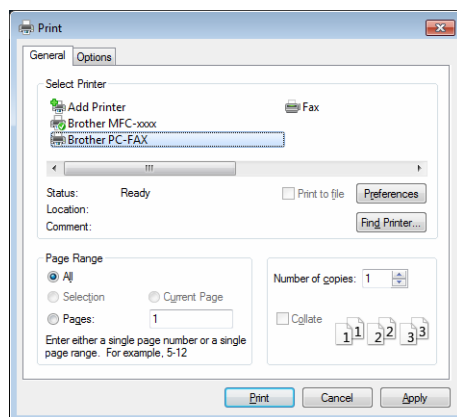 Print
General Options
Select Printer
Add Printer
Fax
Brother MFC-xxxx
Brother PC-FAX
Status: Ready
Print to file
Preferences
Location:
Comment:
Find Printer...
Page Range
All
Selection
Current Page
Pages: 1
Enter either a single page number or a single
page range. For example, 5-12
Number of copies: 1
Collate
1 1 2 2 3 3
Print
Cancel
Apply